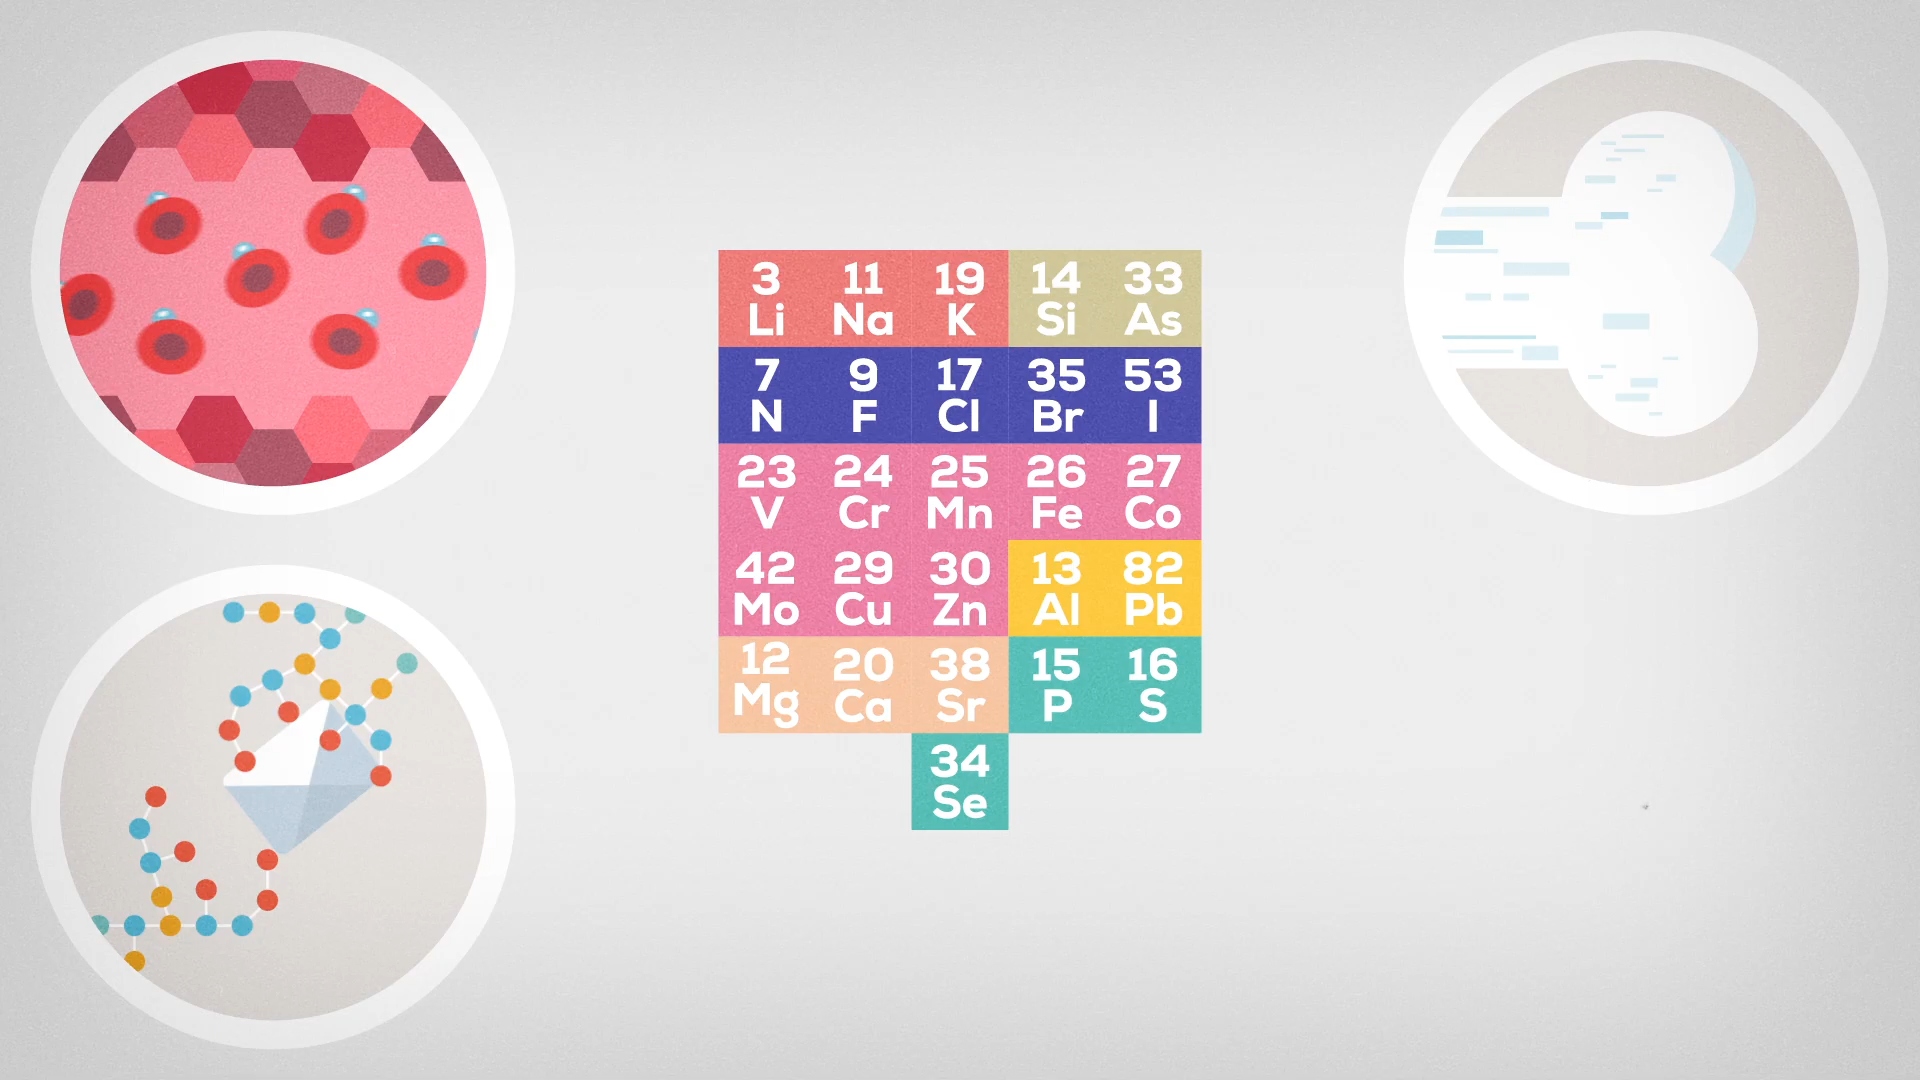 3 11 19 14 33
Li Na K Si As
7 9 17 35 53
N F Cl Br I
23 24 25 26 27
V Cr Mn Fe Co
42 29 30 13 82
Mo Cu Zn Al Pb
12 20 38 15 16
Mg Ca Sr P S
34
Se